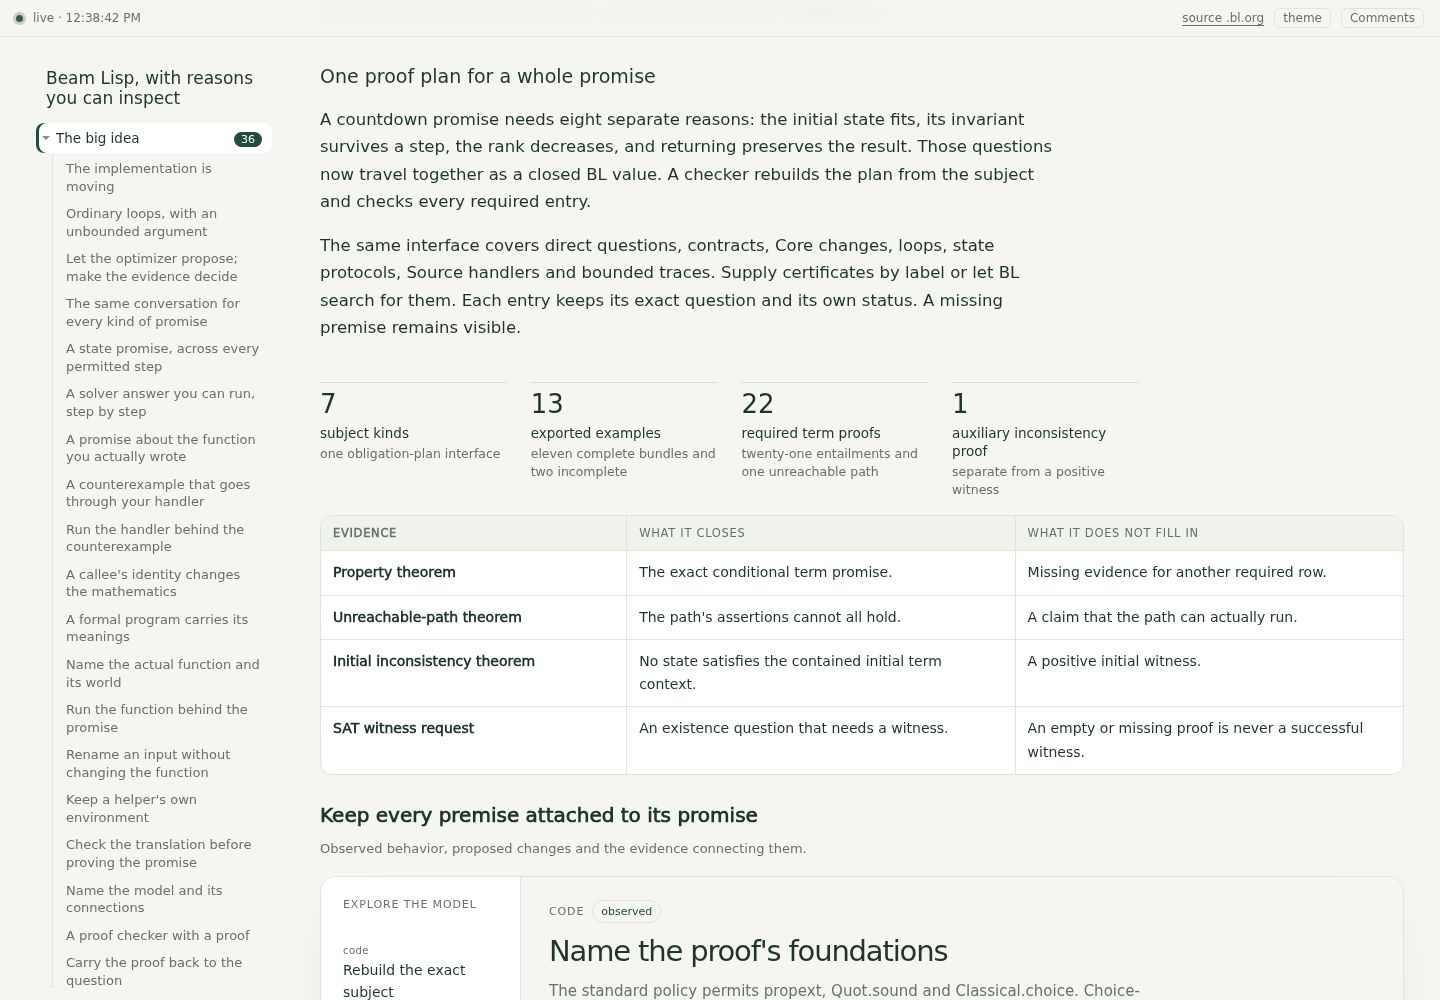 live · 12:38:42 PM
source .bl.org
theme
Comments
Beam Lisp, with reasons
you can inspect
The big idea
36
The implementation is
moving
Ordinary loops, with an
unbounded argument
Let the optimizer propose;
make the evidence decide
The same conversation for
every kind of promise
A state promise, across every
permitted step
A solver answer you can run,
step by step
A promise about the function
you actually wrote
A counterexample that goes
through your handler
Run the handler behind the
counterexample
A callee's identity changes
the mathematics
A formal program carries its
meanings
Name the actual function and
its world
Run the function behind the
promise
Rename an input without
changing the function
Keep a helper's own
environment
Check the translation before
proving the promise
Name the model and its
connections
A proof checker with a proof
Carry the proof back to the
question
One proof plan for a whole promise
A countdown promise needs eight separate reasons: the initial state fits, its invariant
survives a step, the rank decreases, and returning preserves the result. Those questions
now travel together as a closed BL value. A checker rebuilds the plan from the subject
and checks every required entry.
The same interface covers direct questions, contracts, Core changes, loops, state
protocols, Source handlers and bounded traces. Supply certificates by label or let BL
search for them. Each entry keeps its exact question and its own status. A missing
premise remains visible.
7
subject kinds
one obligation-plan interface
13
exported examples
eleven complete bundles and
two incomplete
22
required term proofs
twenty-one entailments and
one unreachable path
1
auxiliary inconsistency
proof
separate from a positive
witness
EVIDENCE
WHAT IT CLOSES
WHAT IT DOES NOT FILL IN
Property theorem
The exact conditional term promise.
Missing evidence for another required row.
Unreachable-path theorem
The path's assertions cannot all hold.
A claim that the path can actually run.
Initial inconsistency theorem
No state satisfies the contained initial term
context.
A positive initial witness.
SAT witness request
An existence question that needs a witness.
An empty or missing proof is never a successful
witness.
Keep every premise attached to its promise
Observed behavior, proposed changes and the evidence connecting them.
EXPLORE THE MODEL
code
Rebuild the exact
subject
CODE
observed
Name the proof's foundations
The standard policy permits propext, Quot.sound and Classical.choice. Choice-